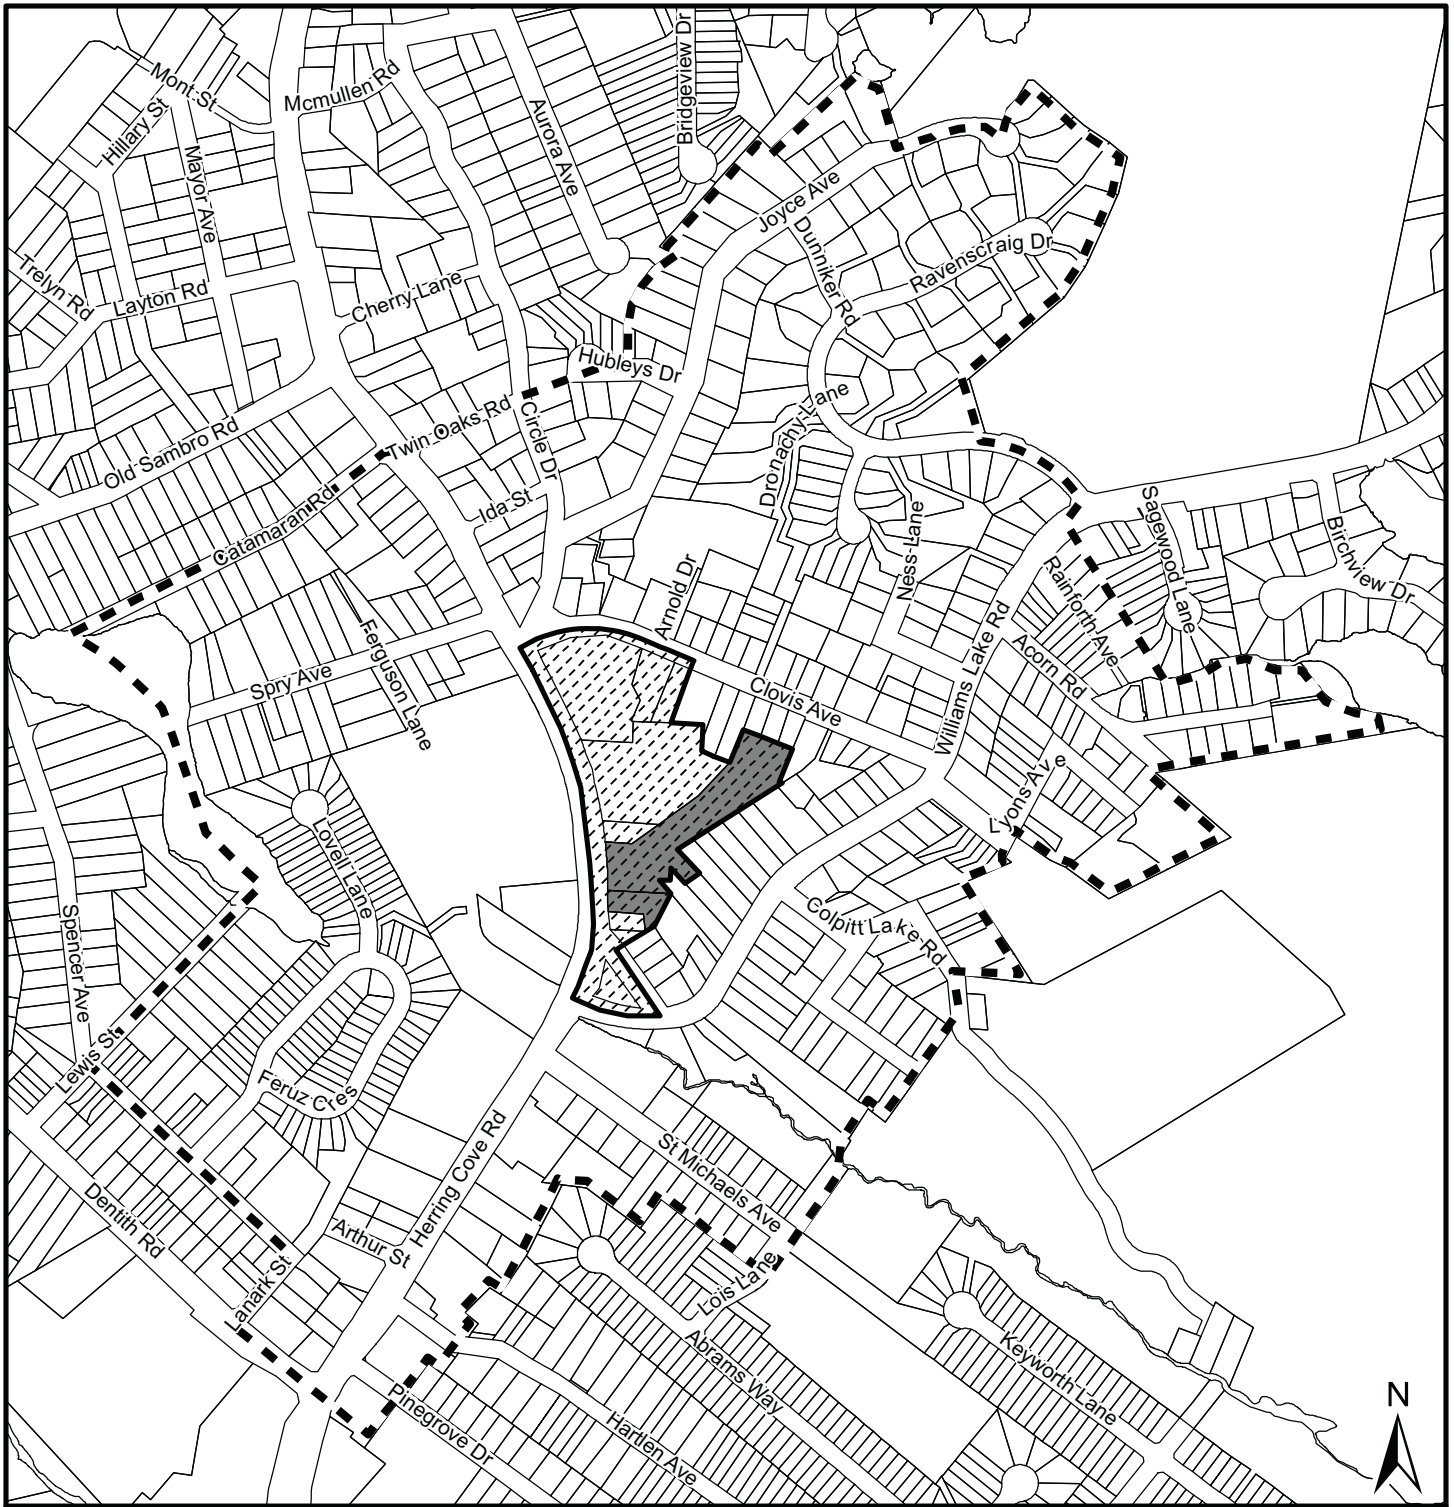 Bridgeview Dr
Mont St
Mcmullen Rd
Hillary St
Aurora Ave
Mayor Ave
Joyce Ave
Dunniker Rd
Ravenscraig Dr
Trelyn Rd
Layton Rd
Cherry Lane
Hubleys Dr
Twin Oaks Rd
Circle Dr
Dronachy Lane
Old Sambro Rd
Catamaran Rd
Ida St
Ness Lane
Sagewood Lane
Birchview Dr
Arnold Dr
Rainforth Ave
Ferguson Lane
Spry Ave
Clovis Ave
Williams Lake Rd
Acorn Rd
Lyons Ave
Lovell Lane
Spencer Ave
Colpitt Lake Rd
Lewis St
Feruz Cres
St Michaels Ave
Herring Cove Rd
Dentith Rd
Arthur St
Lanark St
Lois Lane
Abrams Way
Keyworth Lane
Pinegrove Dr
Hartlen Ave
N